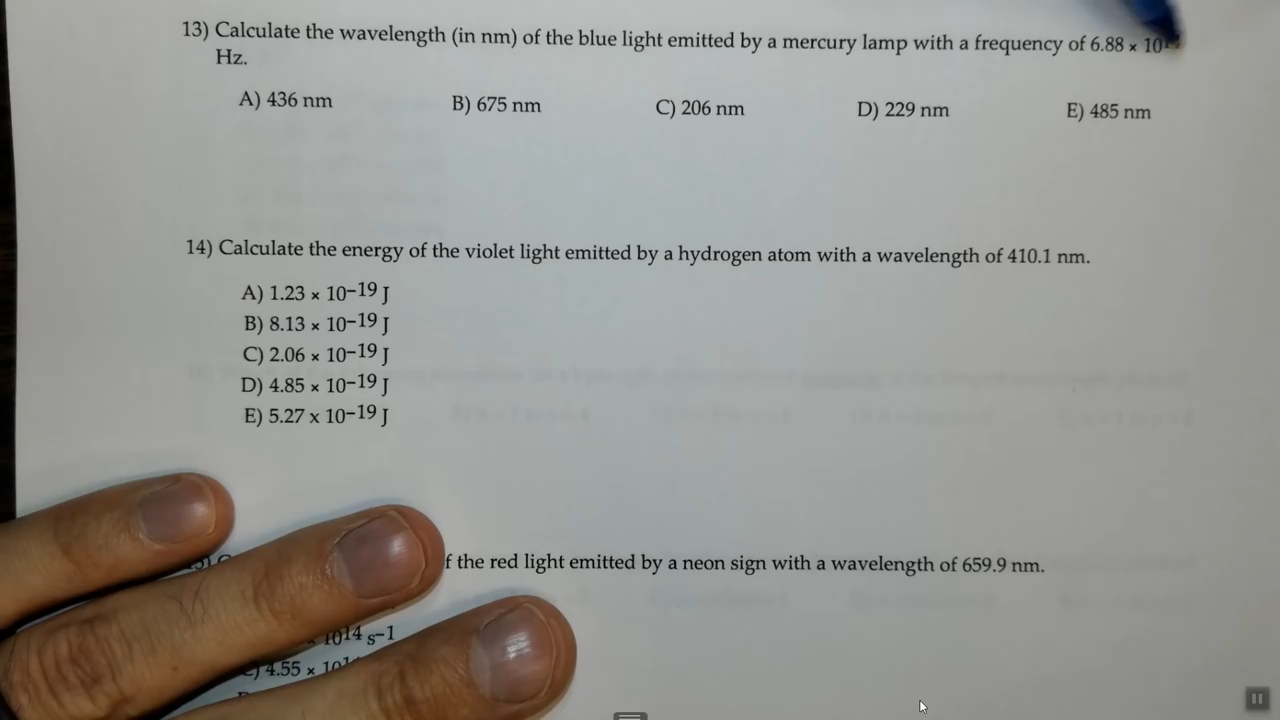 13) Calculate the wavelength (in nm) of the blue light emitted by a mercury lamp with a frequency of 6.88 × 10
Hz.
A) 436 nm B) 675 nm C) 206 nm D) 229 nm E) 485 nm
14) Calculate the energy of the violet light emitted by a hydrogen atom with a wavelength of 410.1 nm.
A) 1.23 × 10−19 J
B) 8.13 × 10−19 J
C) 2.06 × 10−19 J
D) 4.85 × 10−19 J
E) 5.27 x 10−19 J
f the red light emitted by a neon sign with a wavelength of 659.9 nm.
× 1014 s−1
C) 4.55 × 10